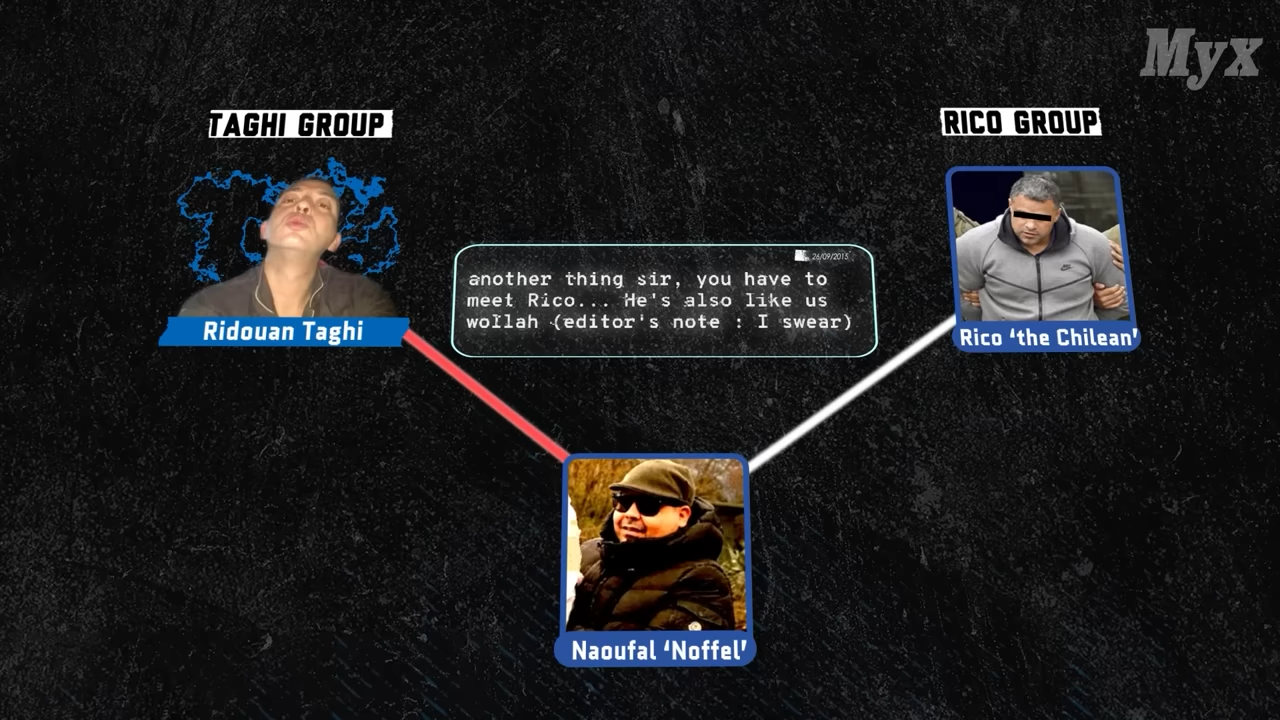 Myx
TAGHI GROUP
RICO GROUP
26/09/2015
another thing sir, you have to
meet Rico... He's also like us
wollah (editor's note : I swear)
Ridouan Taghi
Rico ‘the Chilean’
Naoufal ‘Noffel’